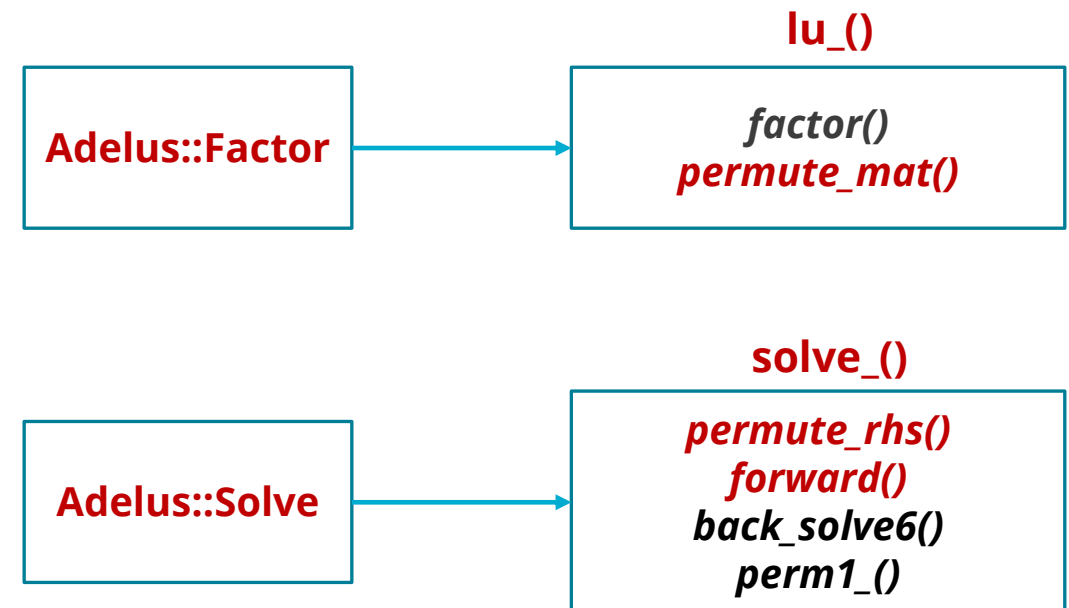 lu_()
Adelus::Factor
factor()
permute_mat()
solve_()
Adelus::Solve
permute_rhs()
forward()
back_solve6()
perm1_()